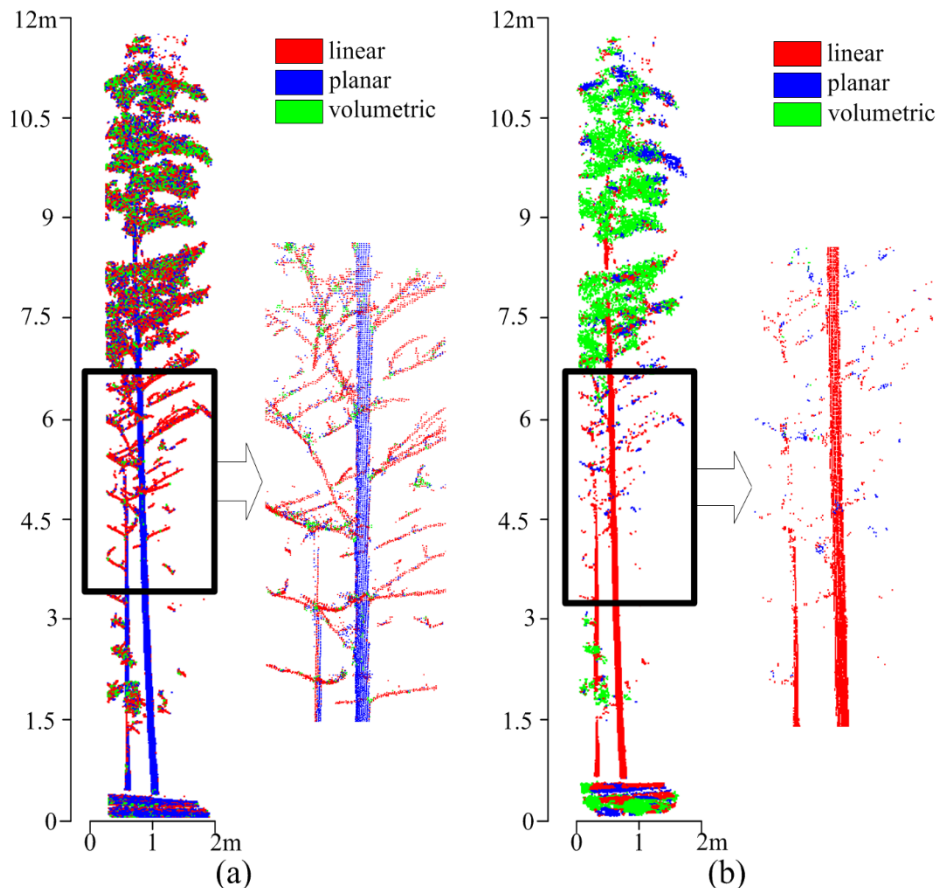 12m
10.5
9
7.5
6
4.5
3
1.5
0
0 1 2m
linear
planar
volumetric
(a)
12m
10.5
9
7.5
6
4.5
3
1.5
0
0 1 2m
linear
planar
volumetric
(b)